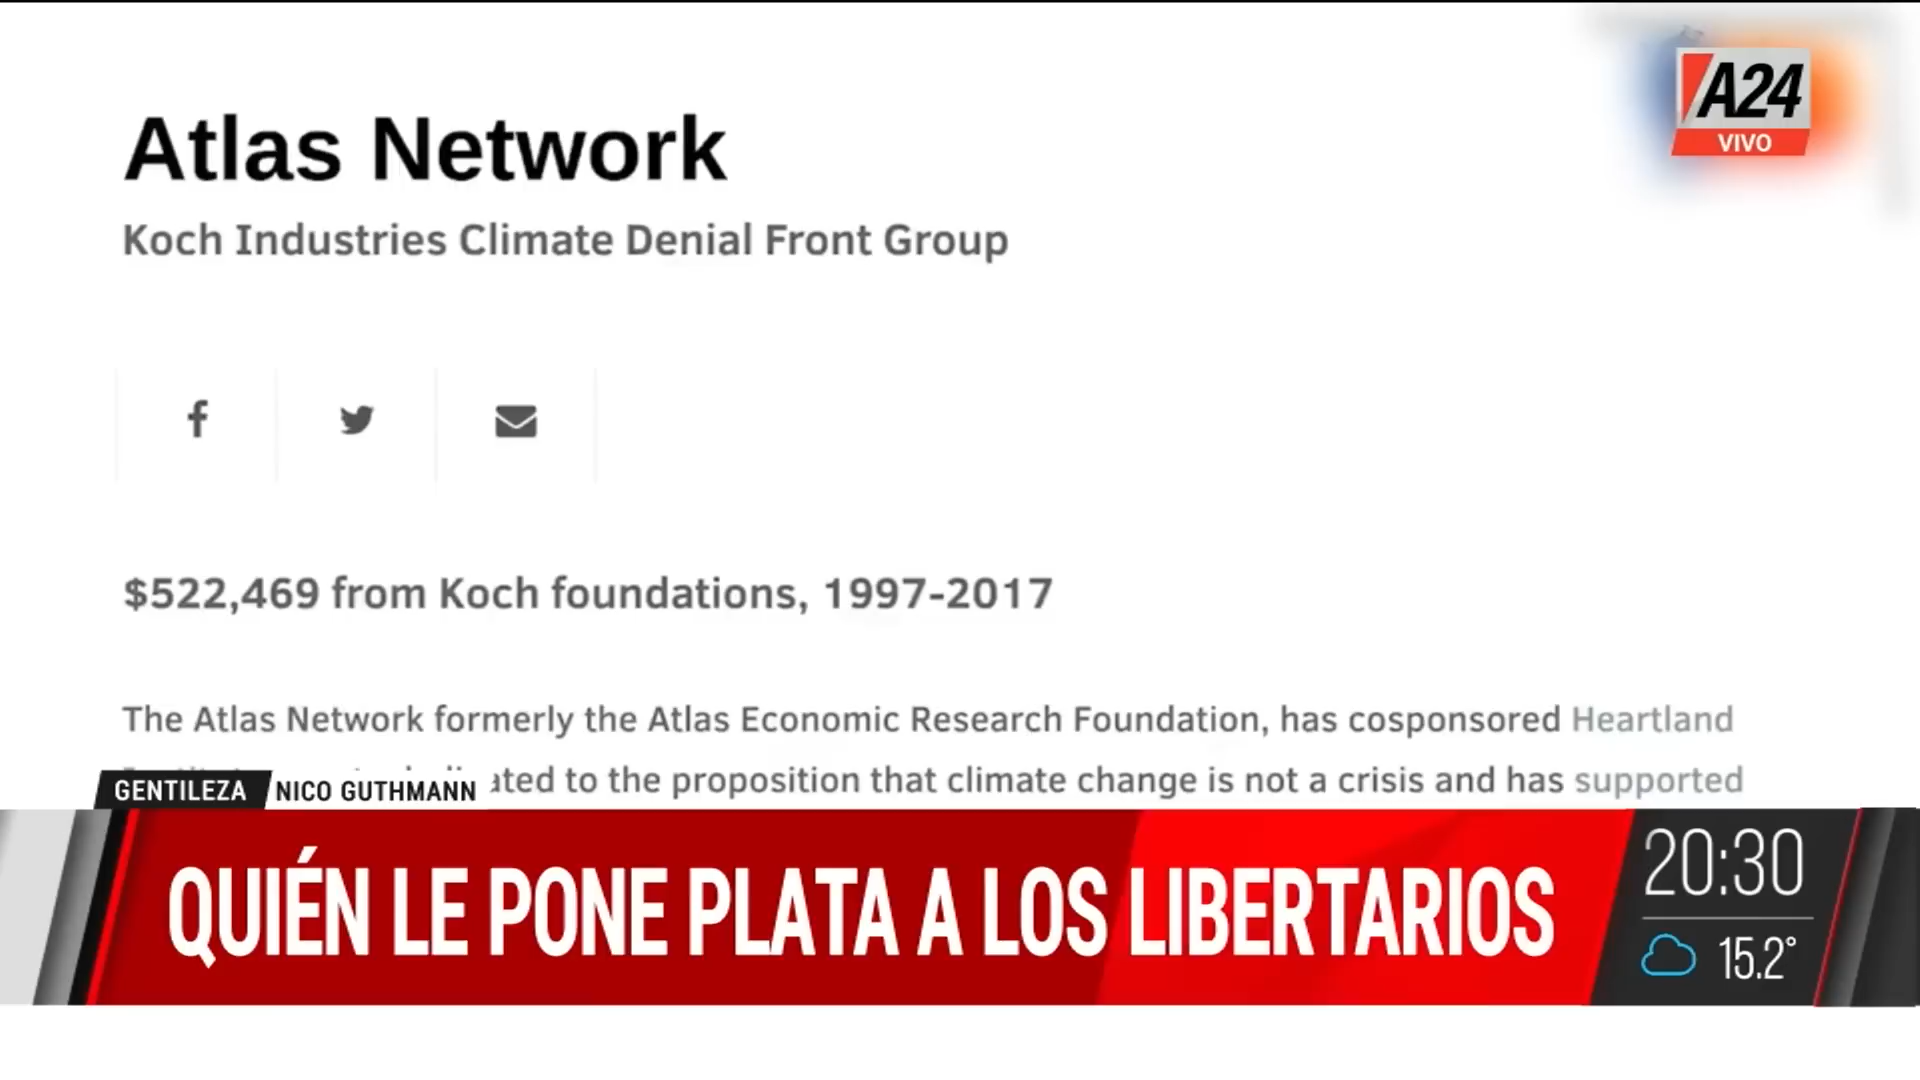 A24
VIVO
Atlas Network
Koch Industries Climate Denial Front Group
$522,469 from Koch foundations, 1997-2017
The Atlas Network formerly the Atlas Economic Research Foundation, has cosponsored Heartland
to the proposition that climate change is not a crisis and has supported
GENTILEZA NICO GUTHMANN
QUIÉN LE PONE PLATA A LOS LIBERTARIOS
20:30
15.2°